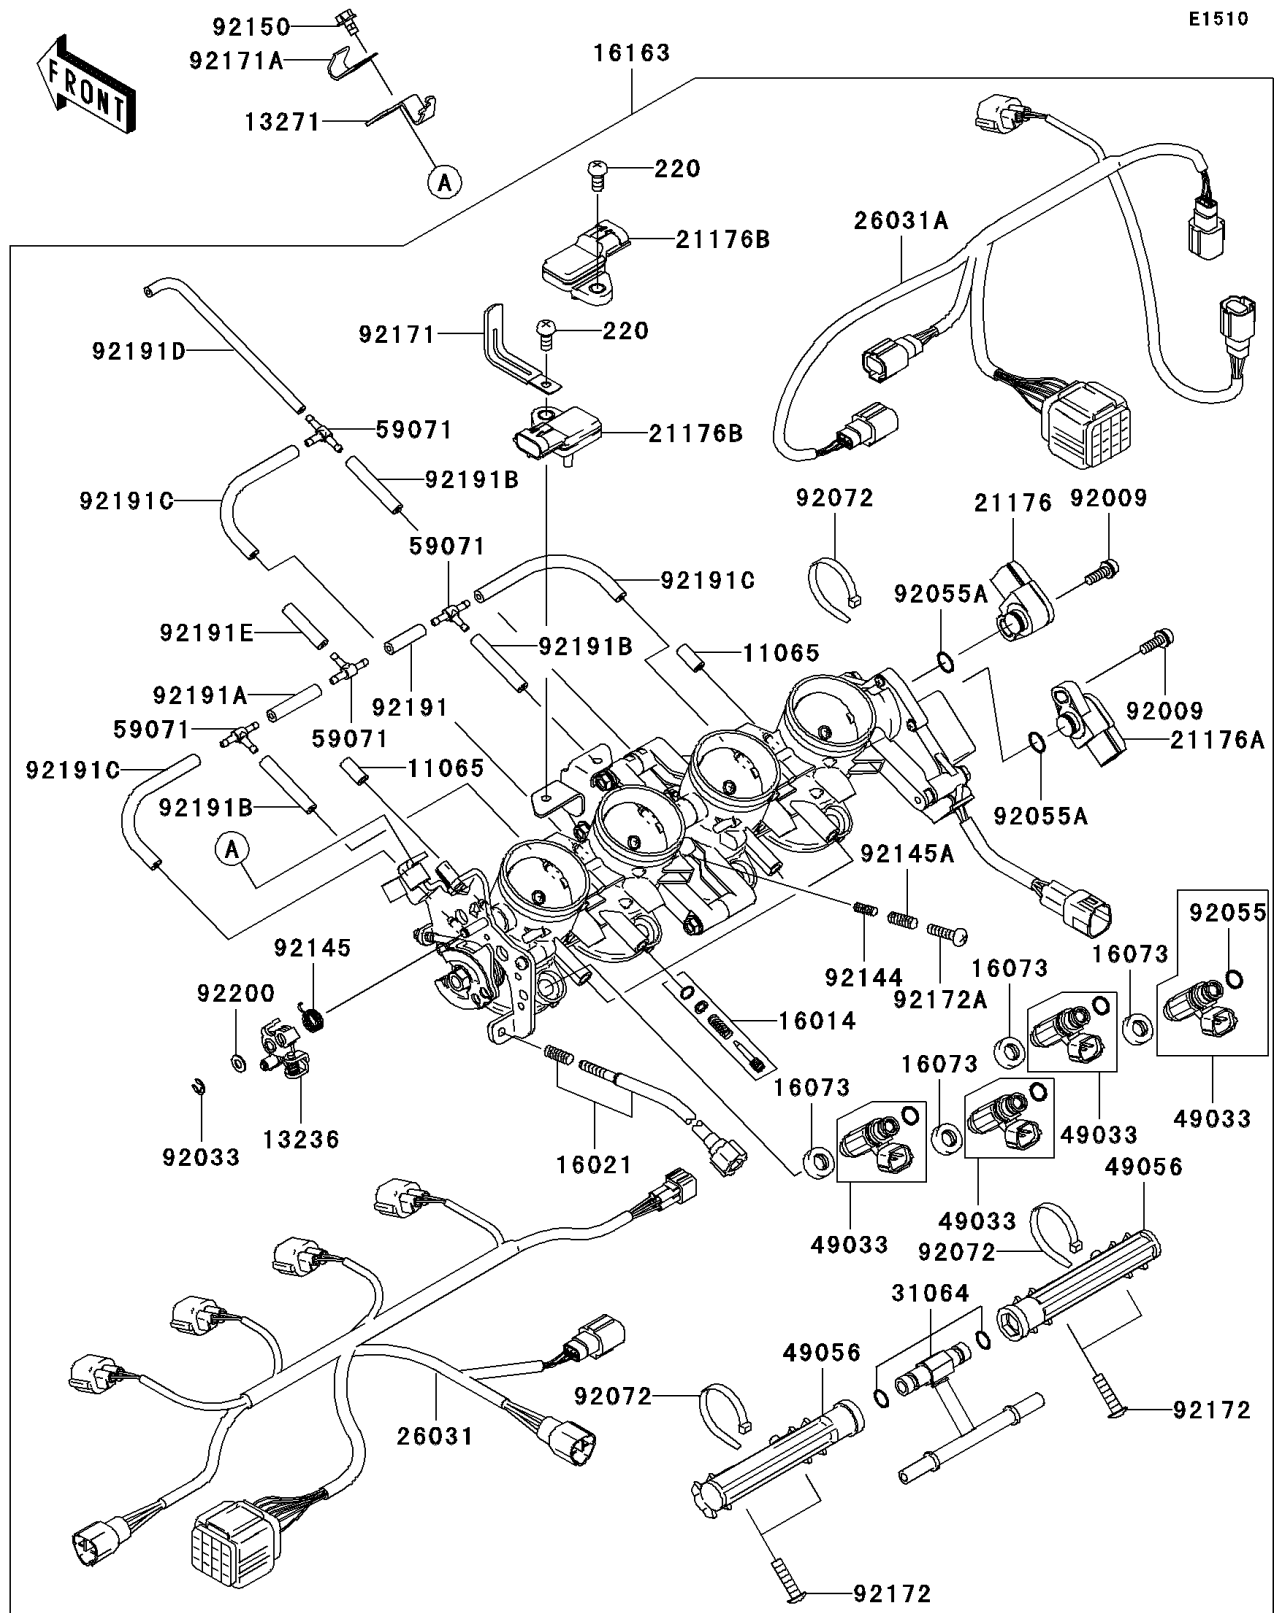 E1510
92150
92171A
16163
FRONT
13271
A
220
26031A
21176B
92171
220
92191D
59071
21176B
92191B
92191C
92072
21176
92009
59071
92191C
92055A
92191E
92191B
11065
92191A
92191
92009
59071
59071
21176A
92191C
11065
92191B
92055A
A
92145A
92055
92145
16073
16073
92200
92144
92172A
16014
16073
16073
49033
13236
92033
16021
49033
49056
49033
49033
92072
31064
49056
92072
92172
26031
92172